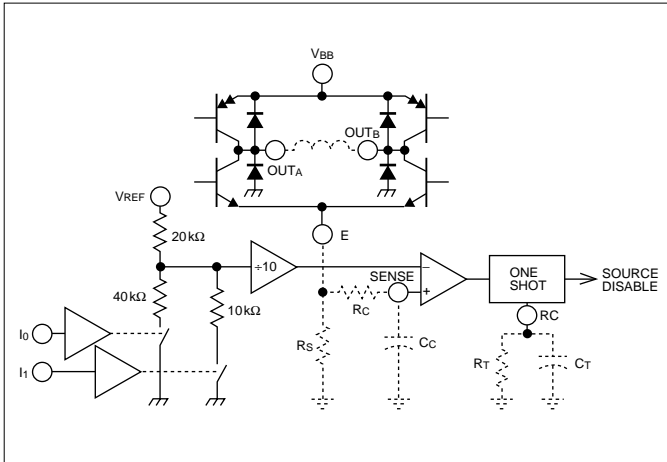 VBB
OUTA
OUTB
VREF
20kΩ
E
÷10
SENSE
−
+
ONE
SHOT
SOURCE
DISABLE
40kΩ
10kΩ
RC
RC
I0
I1
RS
CC
RT
CT